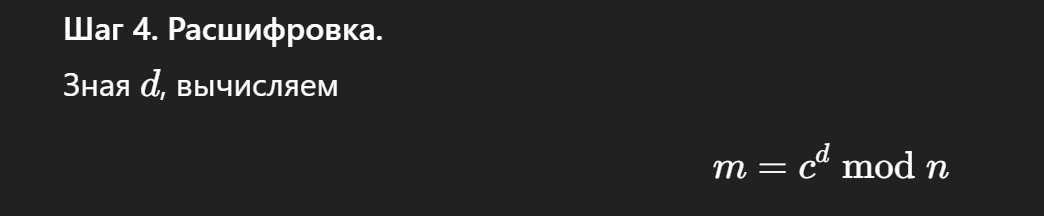 Шаг 4. Расшифровка.
Зная d, вычисляем
m = c^d mod n